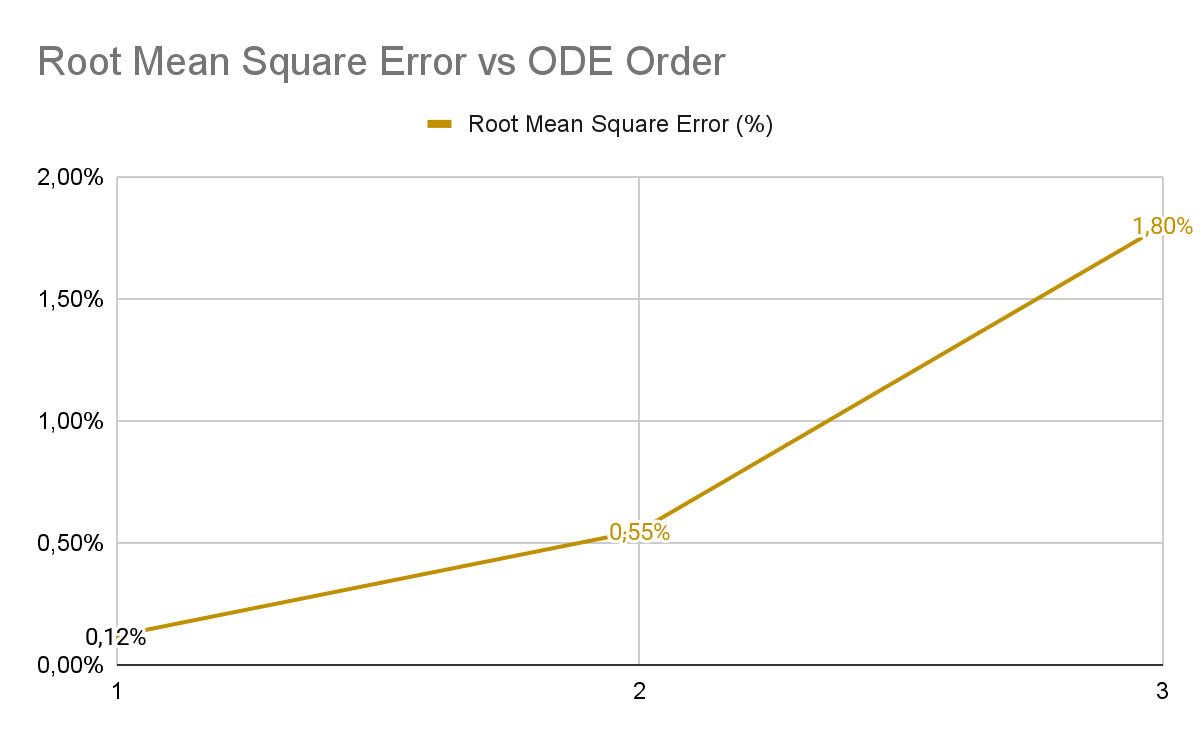 Root Mean Square Error vs ODE Order
Root Mean Square Error (%)
2,00%
1,80%
1,50%
1,00%
0,55%
0,50%
0,12%
0,00%
1 2 3